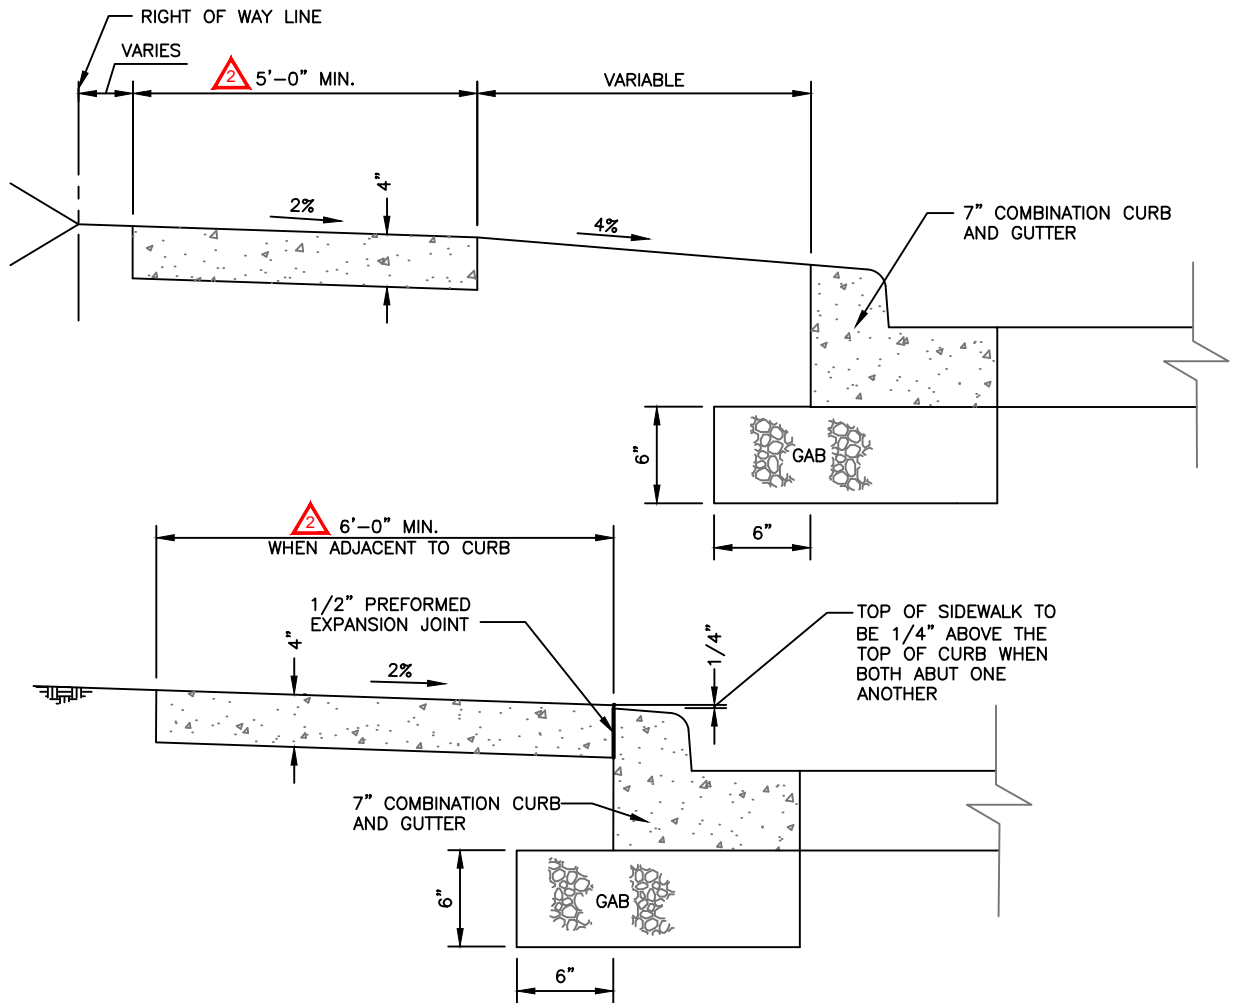 RIGHT OF WAY LINE
VARIES
2 5'-0" MIN.
VARIABLE
4"
2%
4%
7" COMBINATION CURB
AND GUTTER
6"
GAB
6"
2 6'-0" MIN.
WHEN ADJACENT TO CURB
1/2" PREFORMED
EXPANSION JOINT
4"
2%
1/4"
TOP OF SIDEWALK TO
BE 1/4" ABOVE THE
TOP OF CURB WHEN
BOTH ABUT ONE
ANOTHER
7" COMBINATION CURB
AND GUTTER
6"
GAB
6"